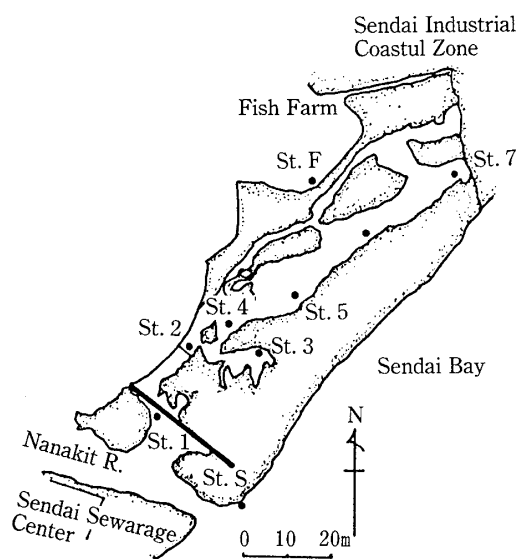 Sendai Industrial
Coastul Zone
Fish Farm
St. F
St. 7
St. 4
St. 5
St. 2
St. 3
Sendai Bay
St. 1
N
Nanakit R.
St. S
Sendai Sewarage
Center
0 10 20m